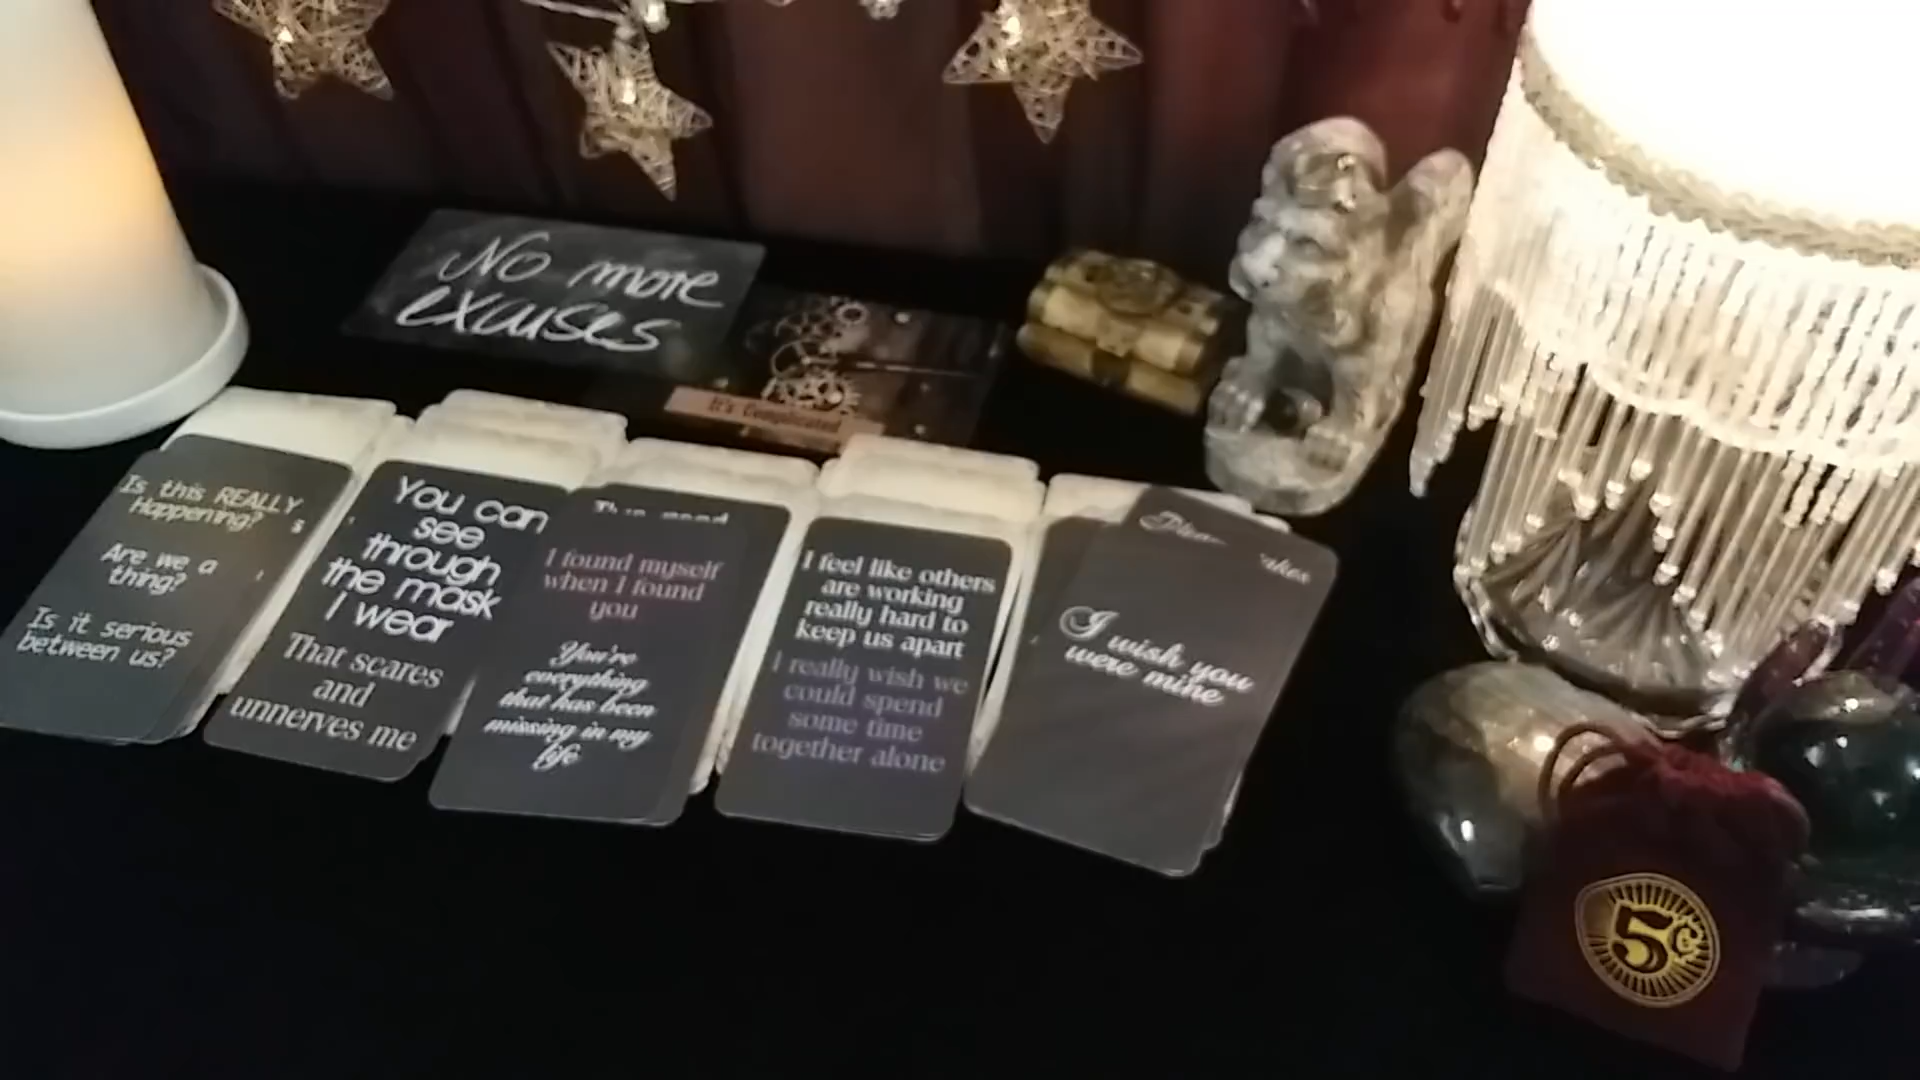 No more
excuses
It's Complicated
Is this REALLY
Happening?
Are we a
thing?
Is it serious
between us?
You can
see
through
the mask
I wear
That scares
and
unnerves me
I found myself
when I found
you
You're
everything
that has been
missing in my
life
I feel like others
are working
really hard to
keep us apart
I really wish we
could spend
some time
together alone
I wish you
were mine
5¢